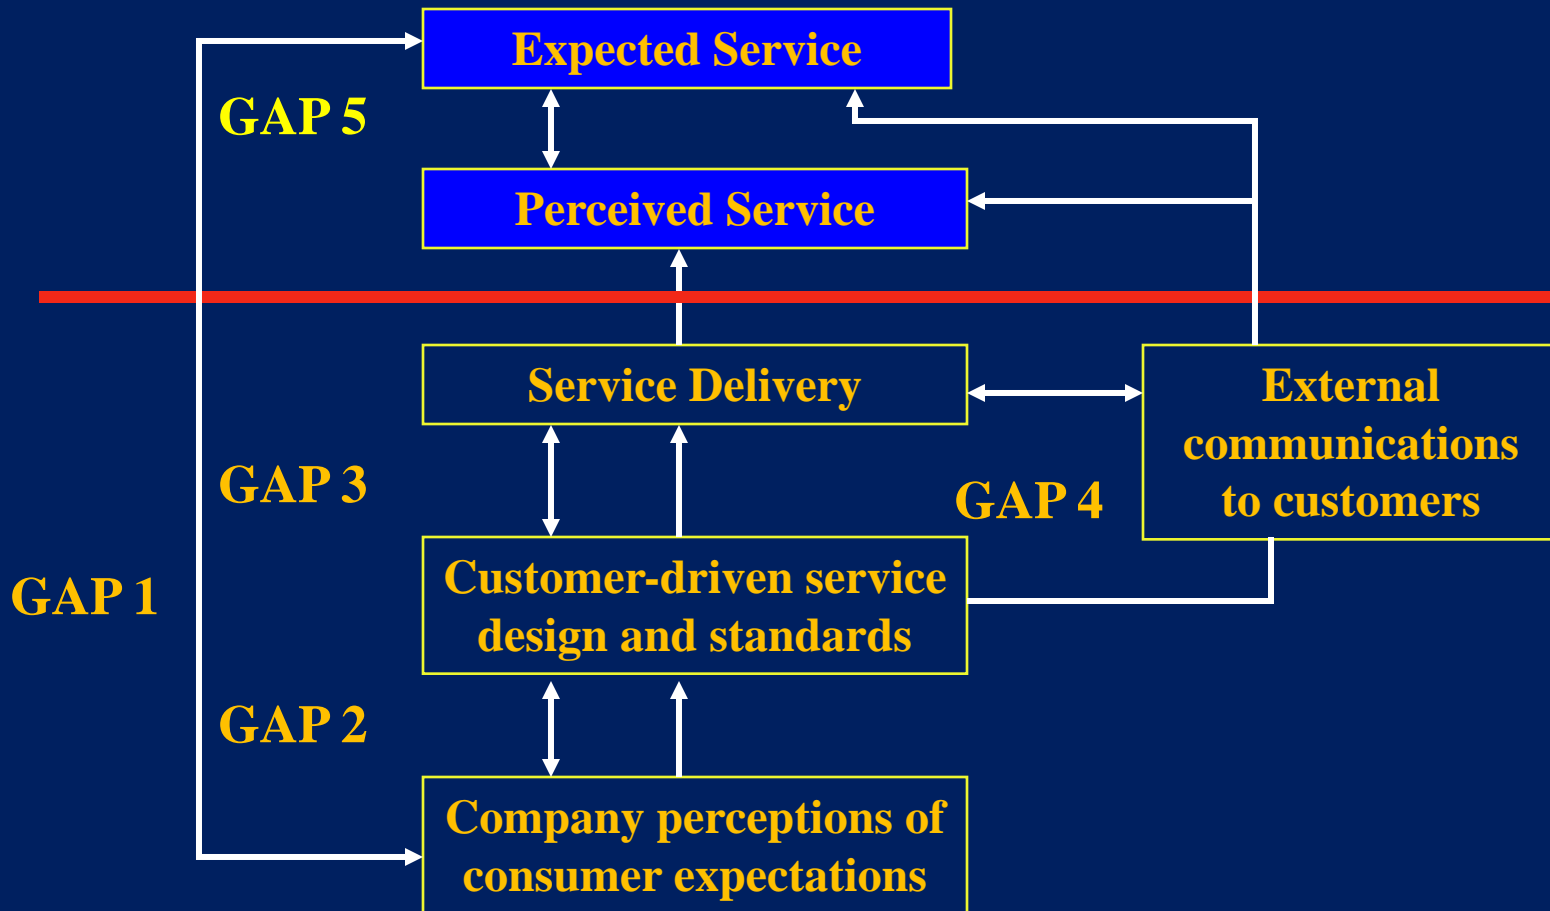 Expected Service
GAP 5
Perceived Service
Service Delivery
External
communications
to customers
GAP 3
GAP 4
Customer-driven service
design and standards
GAP 1
GAP 2
Company perceptions of
consumer expectations